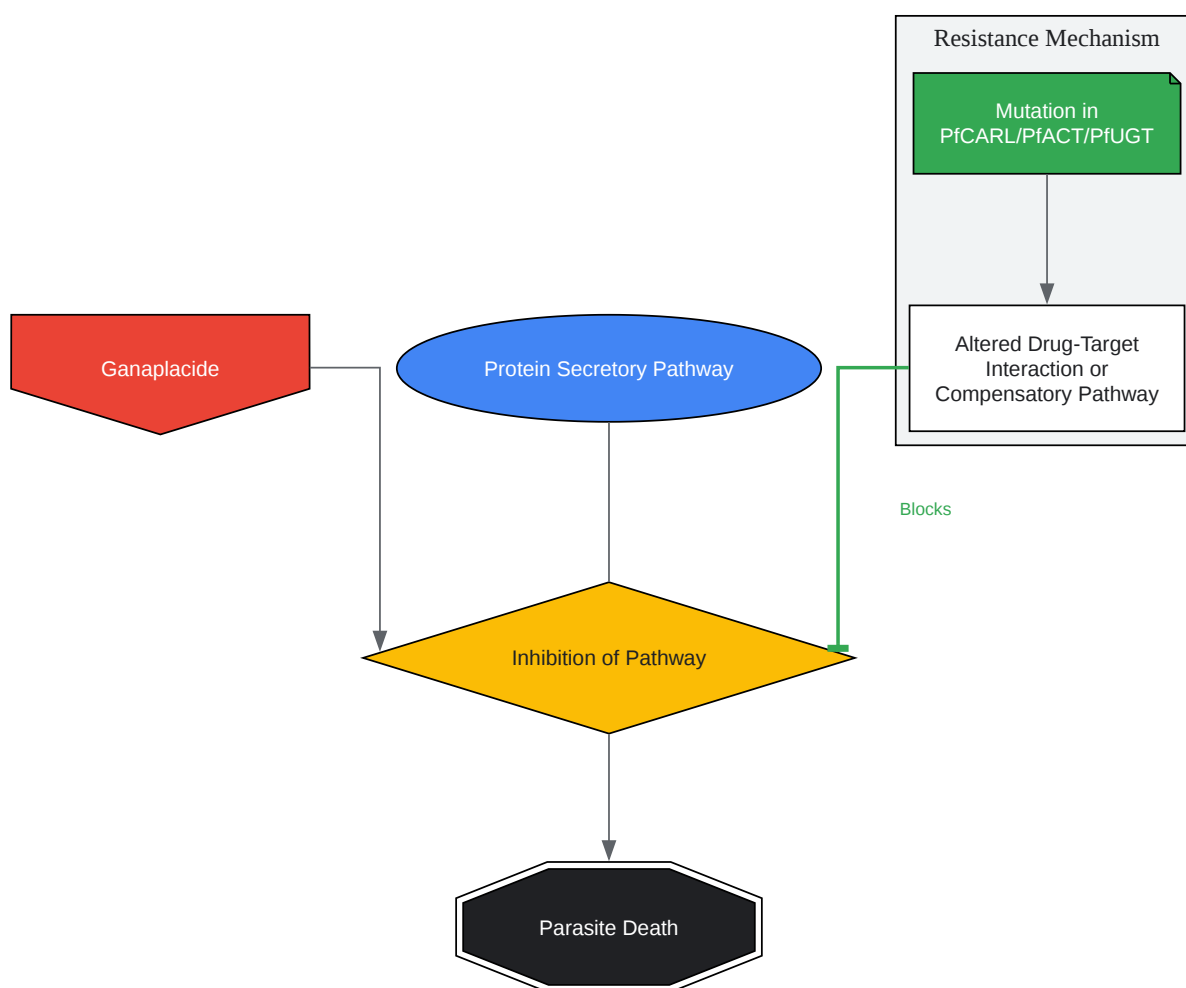 Resistance Mechanism
Mutation in
PfCARL/PfACT/PfUGT
Ganaplacide
Protein Secretory Pathway
Altered Drug-Target
Interaction or
Compensatory Pathway
Blocks
Inhibition of Pathway
Parasite Death